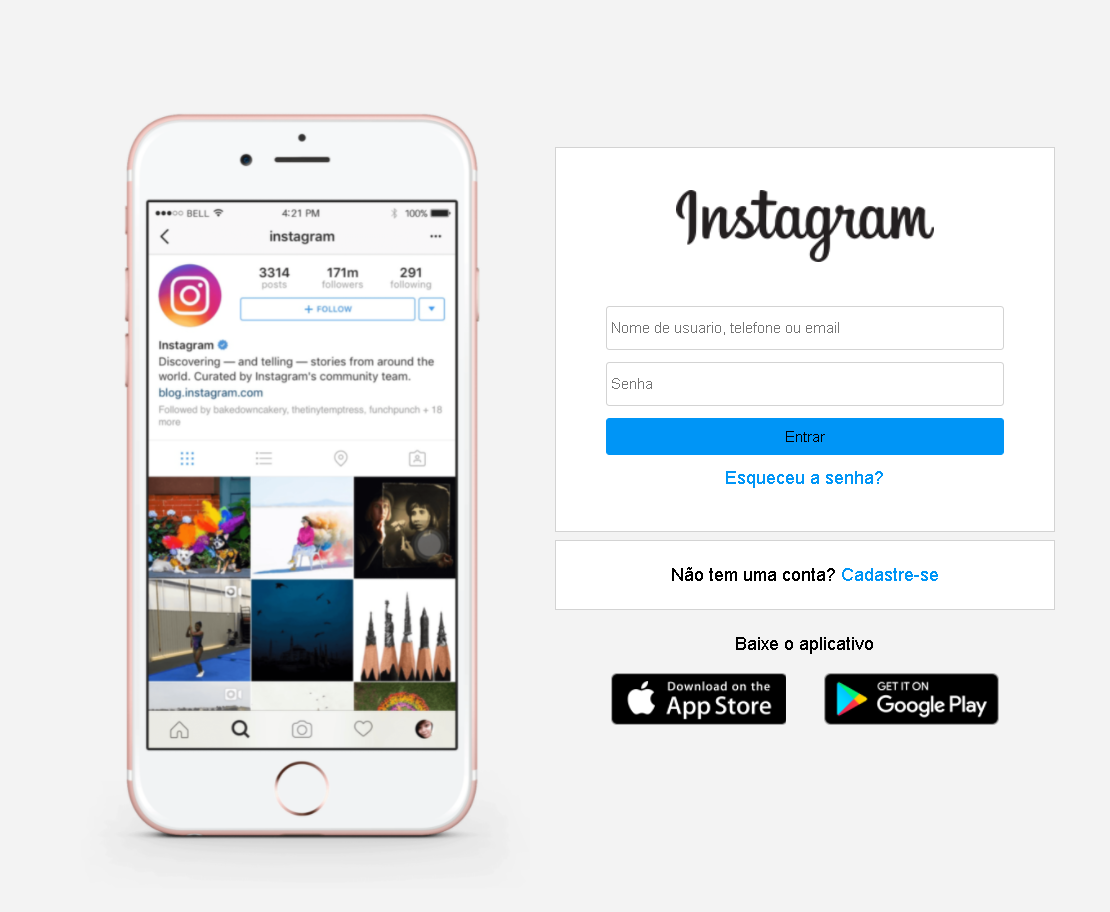 ●●●○○ BELL 4:21 PM 100%
instagram
3314 171m 291
posts followers following
+ FOLLOW
Instagram
Discovering — and telling — stories from around the
world. Curated by Instagram's community team.
blog.instagram.com
Followed by bakedowncakery, thetinytemptress, funchpunch + 18
more
Instagram
Nome de usuario, telefone ou email
Senha
Entrar
Esqueceu a senha?
Não tem uma conta? Cadastre-se
Baixe o aplicativo
Download on the
App Store
GET IT ON
Google Play